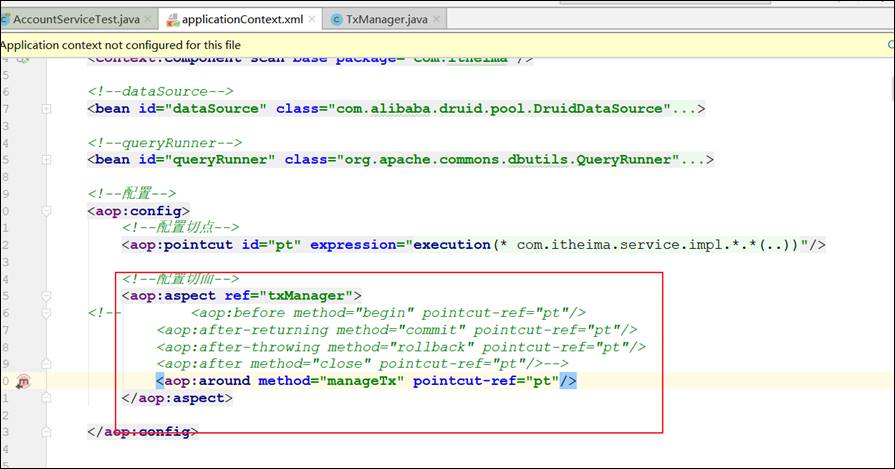 AccountServiceTest.java applicationContext.xml TxManager.java
Application context not configured for this file
<context:component-scan base-package="com.itheima"/>
<!--dataSource-->
<bean id="dataSource" class="com.alibaba.druid.pool.DruidDataSource"...>
<!--queryRunner-->
<bean id="queryRunner" class="org.apache.commons.dbutils.QueryRunner"...>
<!--配置-->
<aop:config>
<!--配置切点-->
<aop:pointcut id="pt" expression="execution(* com.itheima.service.impl.*.*(..))"/>
<!--配置切面-->
<aop:aspect ref="txManager">
<!-- <aop:before method="begin" pointcut-ref="pt"/>
<aop:after-returning method="commit" pointcut-ref="pt"/>
<aop:after-throwing method="rollback" pointcut-ref="pt"/>
<aop:after method="close" pointcut-ref="pt"/>-->
<aop:around method="manageTx" pointcut-ref="pt"/>
</aop:aspect>
</aop:config>